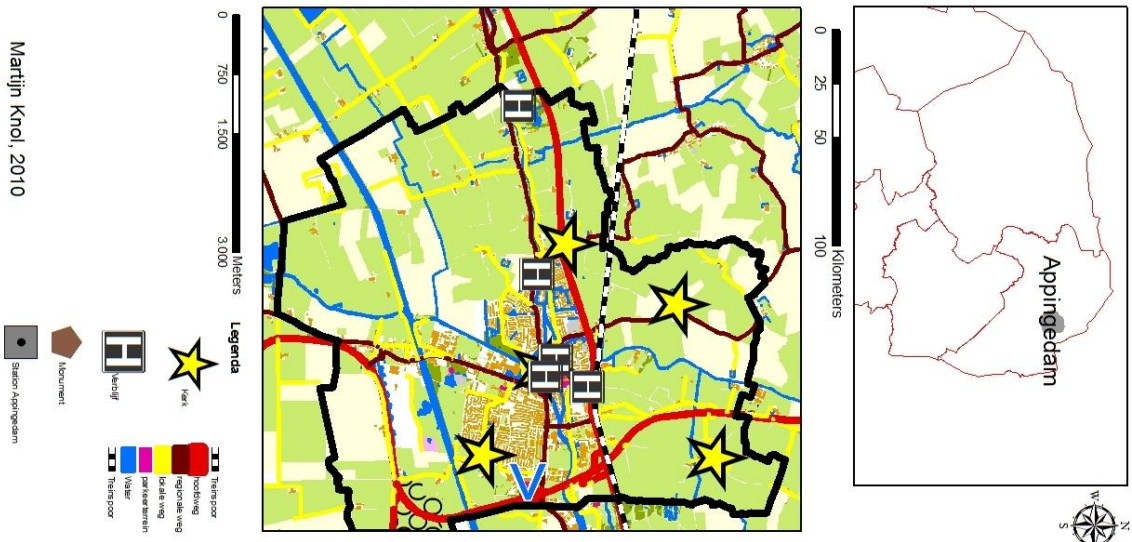 Appingedam
0 25 50 100
Kilometers
N
W
S
H
H
H
H
H
V
0 750 1.500 3.000
Meters
Martijn Knol, 2010
Legenda
Kerk
Verblijf
Monument
Station Appingedam
Treinspoor
hoofdweg
regionale weg
lokale weg
parkeerterrein
Water
Treinspoor